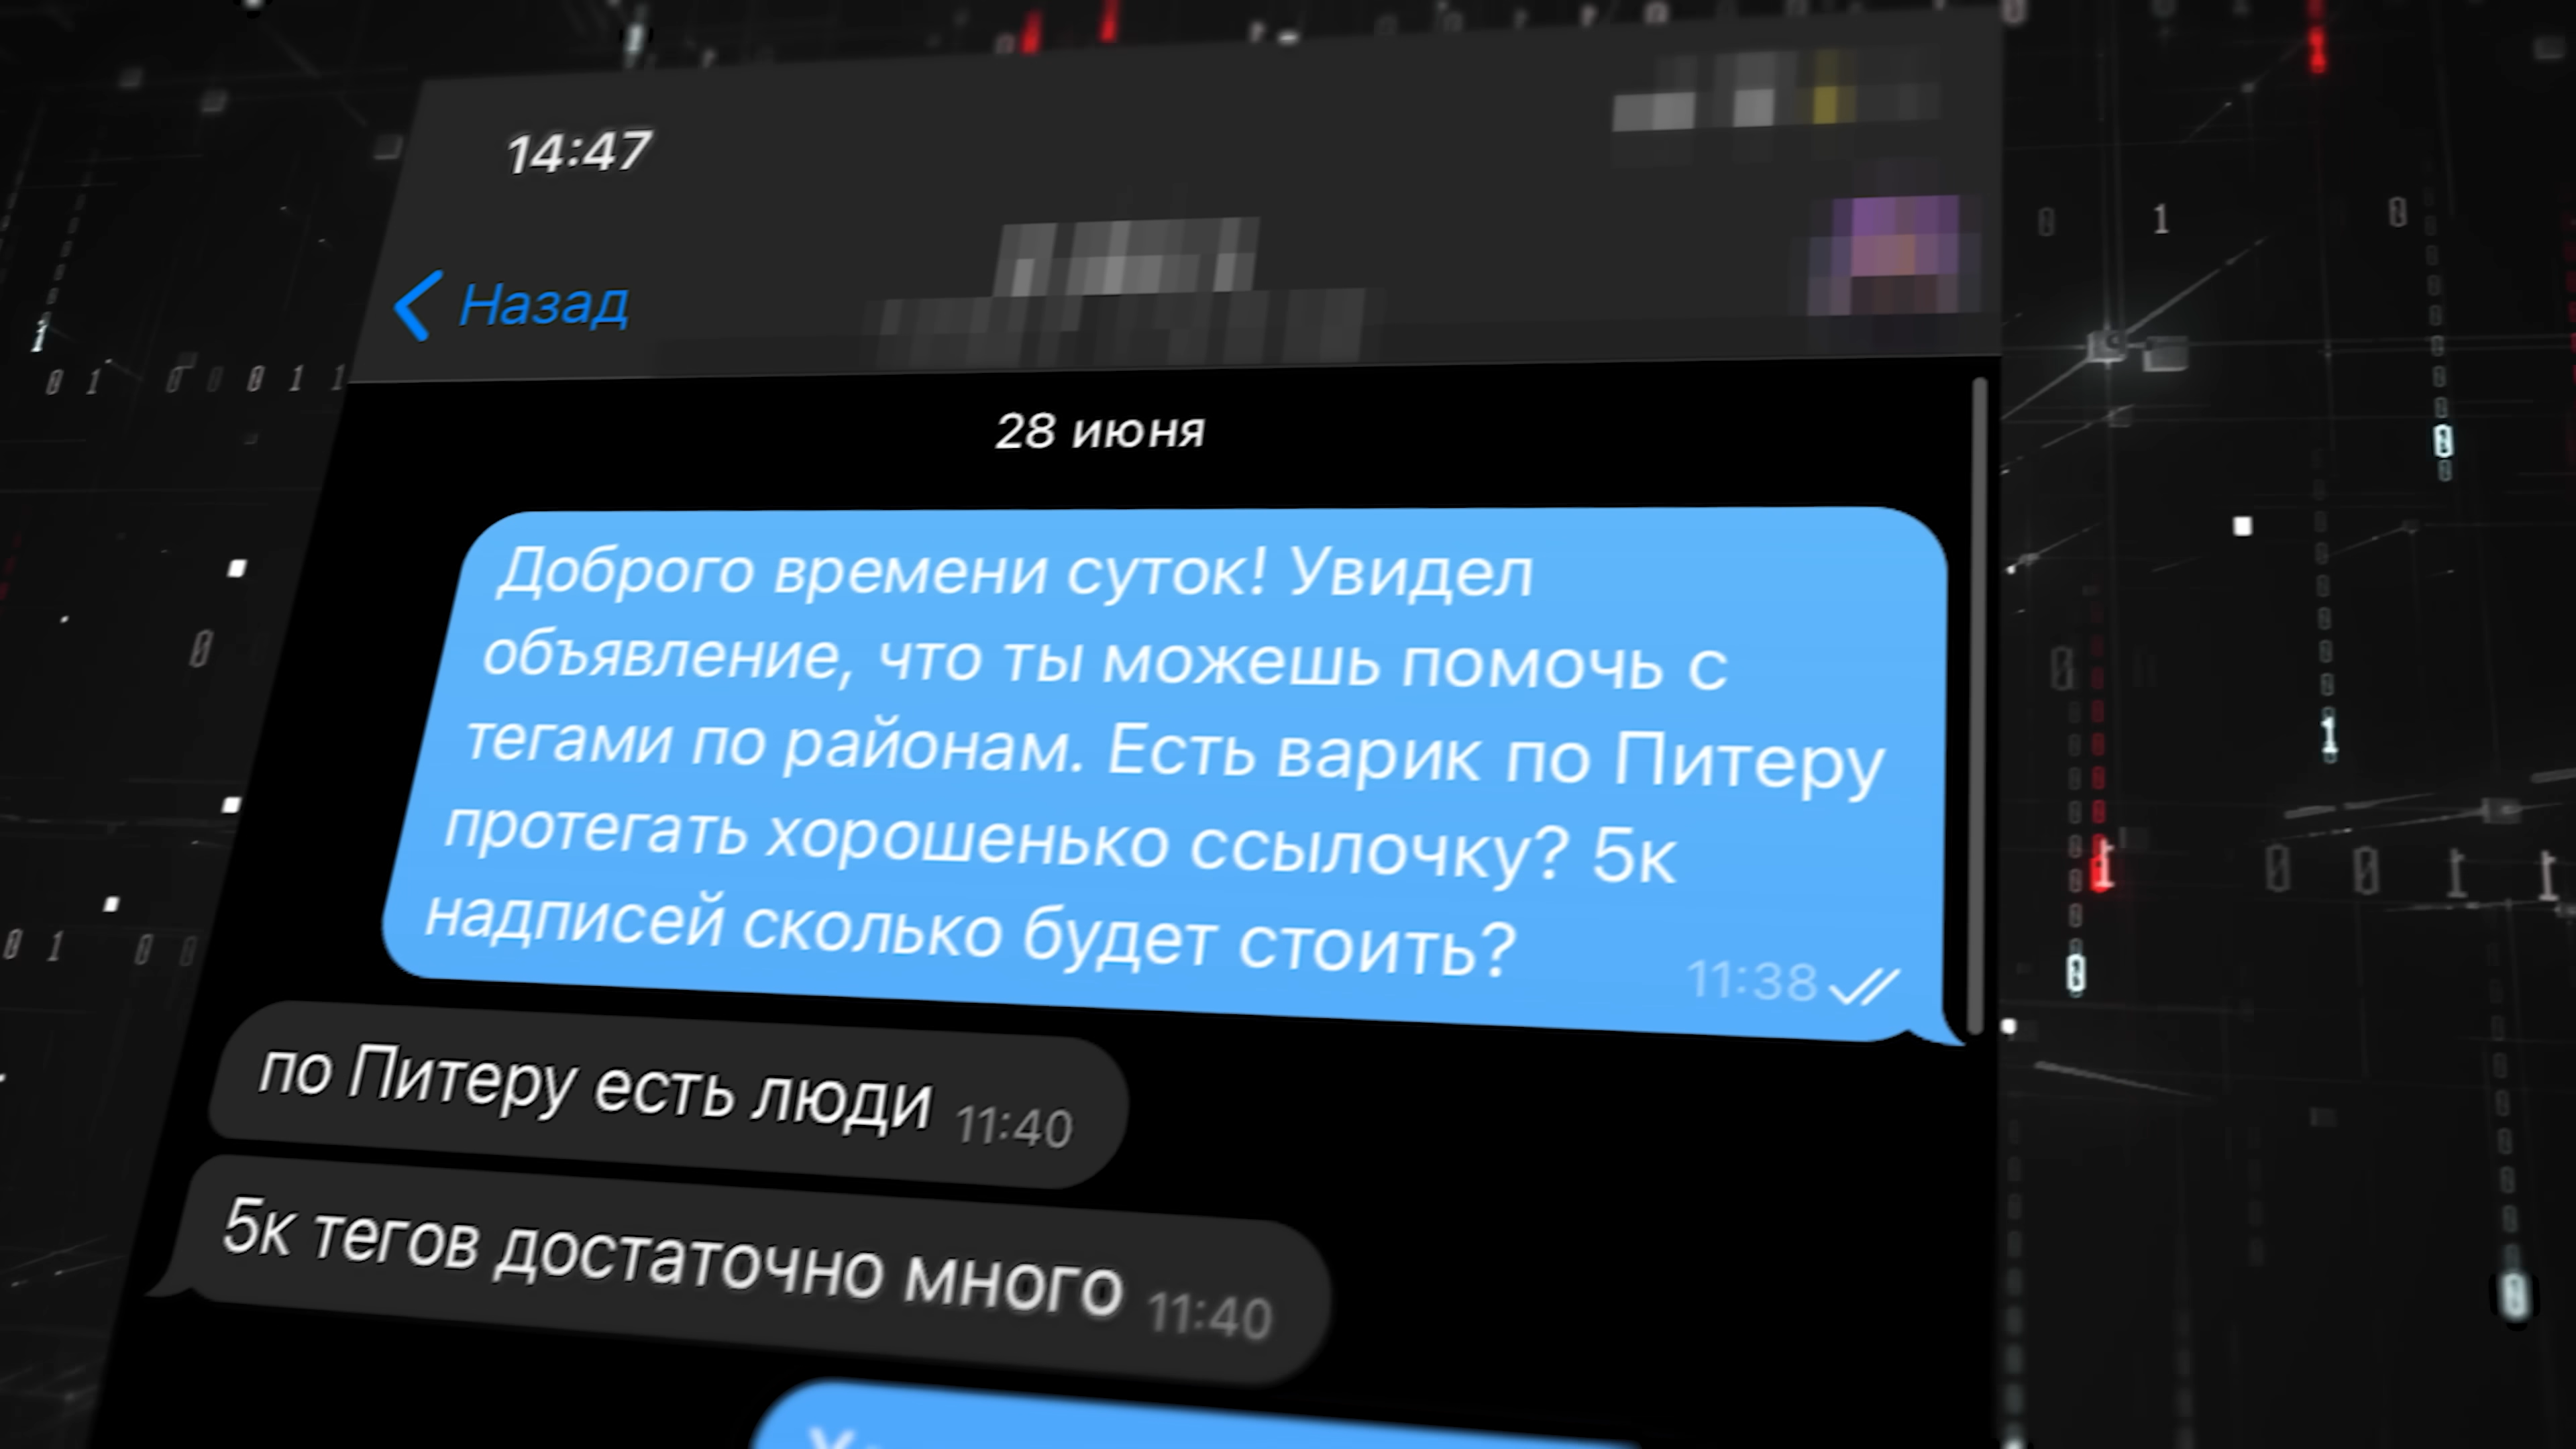 14:47
Назад
28 июня
Доброго времени суток! Увидел
объявление, что ты можешь помочь с
тегами по районам. Есть варик по Питеру
протегать хорошенько ссылочку? 5к
надписей сколько будет стоить?
11:38
по Питеру есть люди 11:40
5к тегов достаточно много 11:40